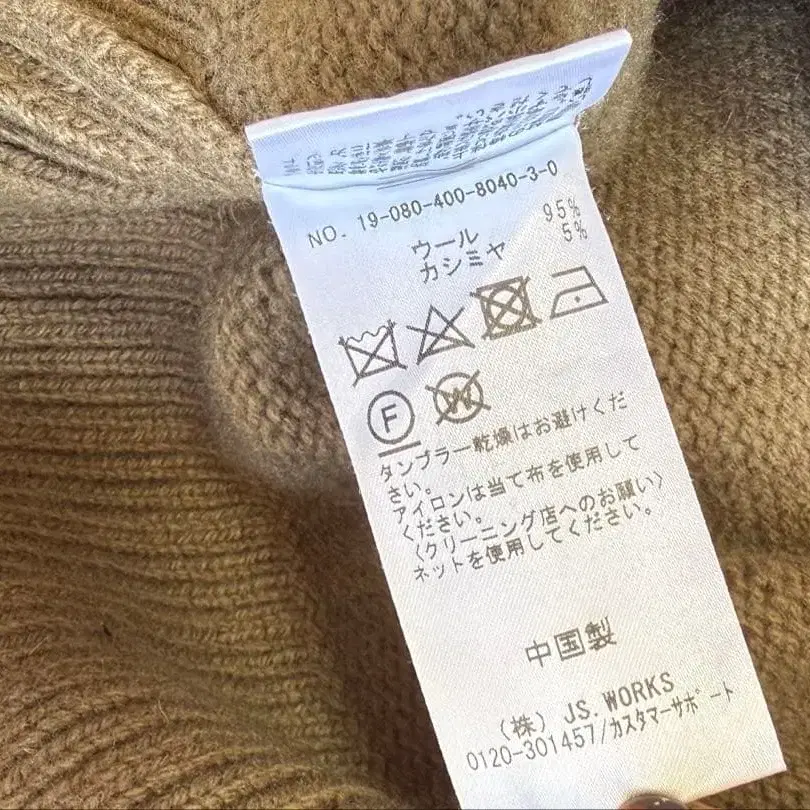 NO. 19-080-400-8040-3-0
ウール 95%
カシミヤ 5%
F
W
タンブラー乾燥はお避けくだ
さい。
アイロンは当て布を使用して
ください。
〈クリーニング店へのお願い〉
ネットを使用してください。
中国製
(株) JS.WORKS
0120-301457/カスタマーサポート